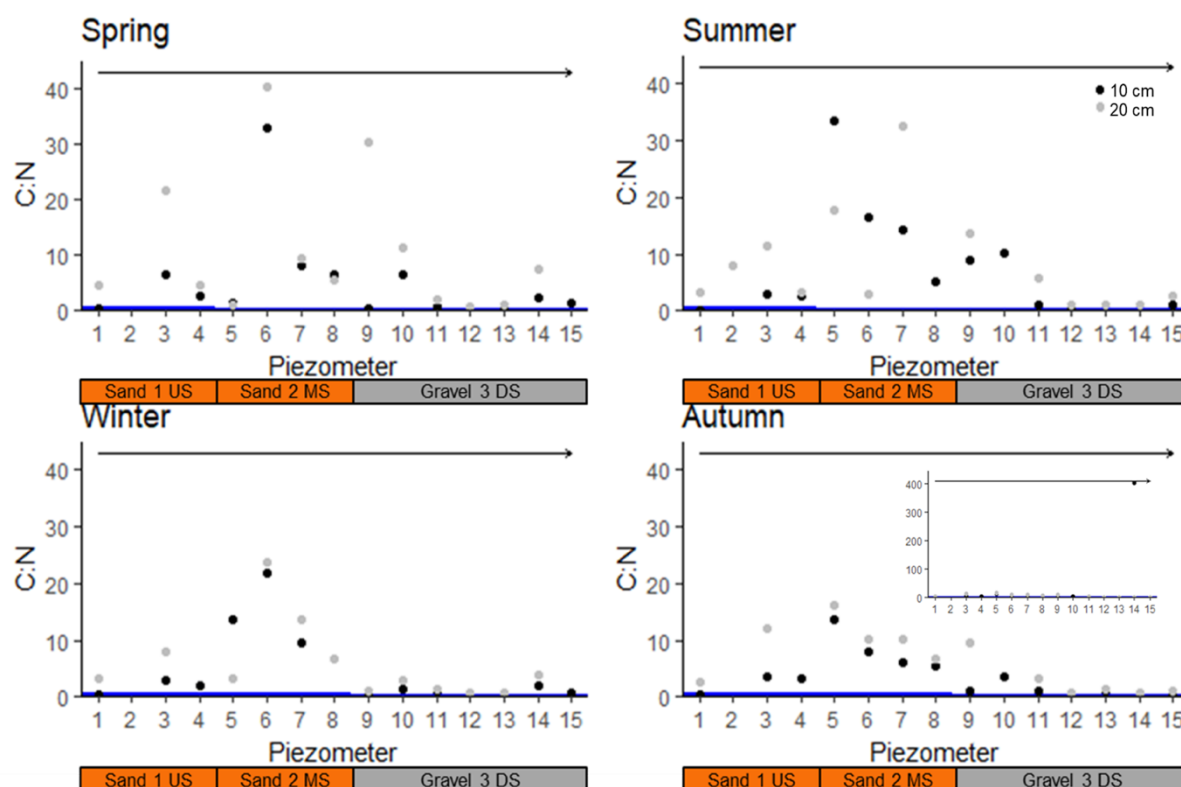 Spring
40
30
20
10
0
C:N
1 2 3 4 5 6 7 8 9 10 11 12 13 14 15
Piezometer
Sand 1 US Sand 2 MS Gravel 3 DS
Summer
10 cm
20 cm
40
30
20
10
0
C:N
1 2 3 4 5 6 7 8 9 10 11 12 13 14 15
Piezometer
Sand 1 US Sand 2 MS Gravel 3 DS
Winter
40
30
20
10
0
C:N
1 2 3 4 5 6 7 8 9 10 11 12 13 14 15
Piezometer
Sand 1 US Sand 2 MS Gravel 3 DS
Autumn
40
30
20
10
0
C:N
400
300
200
100
0
1 2 3 4 5 6 7 8 9 10 11 12 13 14 15
1 2 3 4 5 6 7 8 9 10 11 12 13 14 15
Piezometer
Sand 1 US Sand 2 MS Gravel 3 DS